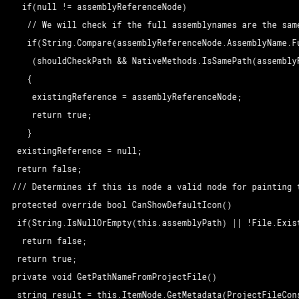 if(null != assemblyReferenceNode)
// We will check if the full assemblynames are the same
if(String.Compare(assemblyReferenceNode.AssemblyName.Fu
(shouldCheckPath && NativeMethods.IsSamePath(assemblyR
{
existingReference = assemblyReferenceNode;
return true;
}
existingReference = null;
return false;
/// Determines if this is node a valid node for painting t
protected override bool CanShowDefaultIcon()
if(String.IsNullOrEmpty(this.assemblyPath) || !File.Exist
return false;
return true;
private void GetPathNameFromProjectFile()
string result = this.ItemNode.GetMetadata(ProjectFileCons